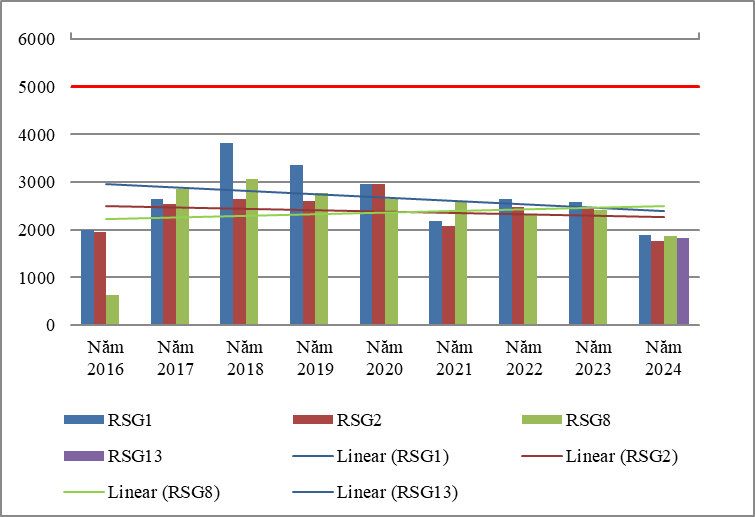 6000
5000
4000
3000
2000
1000
0
Năm Năm Năm Năm Năm Năm Năm Năm Năm
2016 2017 2018 2019 2020 2021 2022 2023 2024
RSG1 RSG2 RSG8
RSG13 Linear (RSG1) Linear (RSG2)
Linear (RSG8) Linear (RSG13)